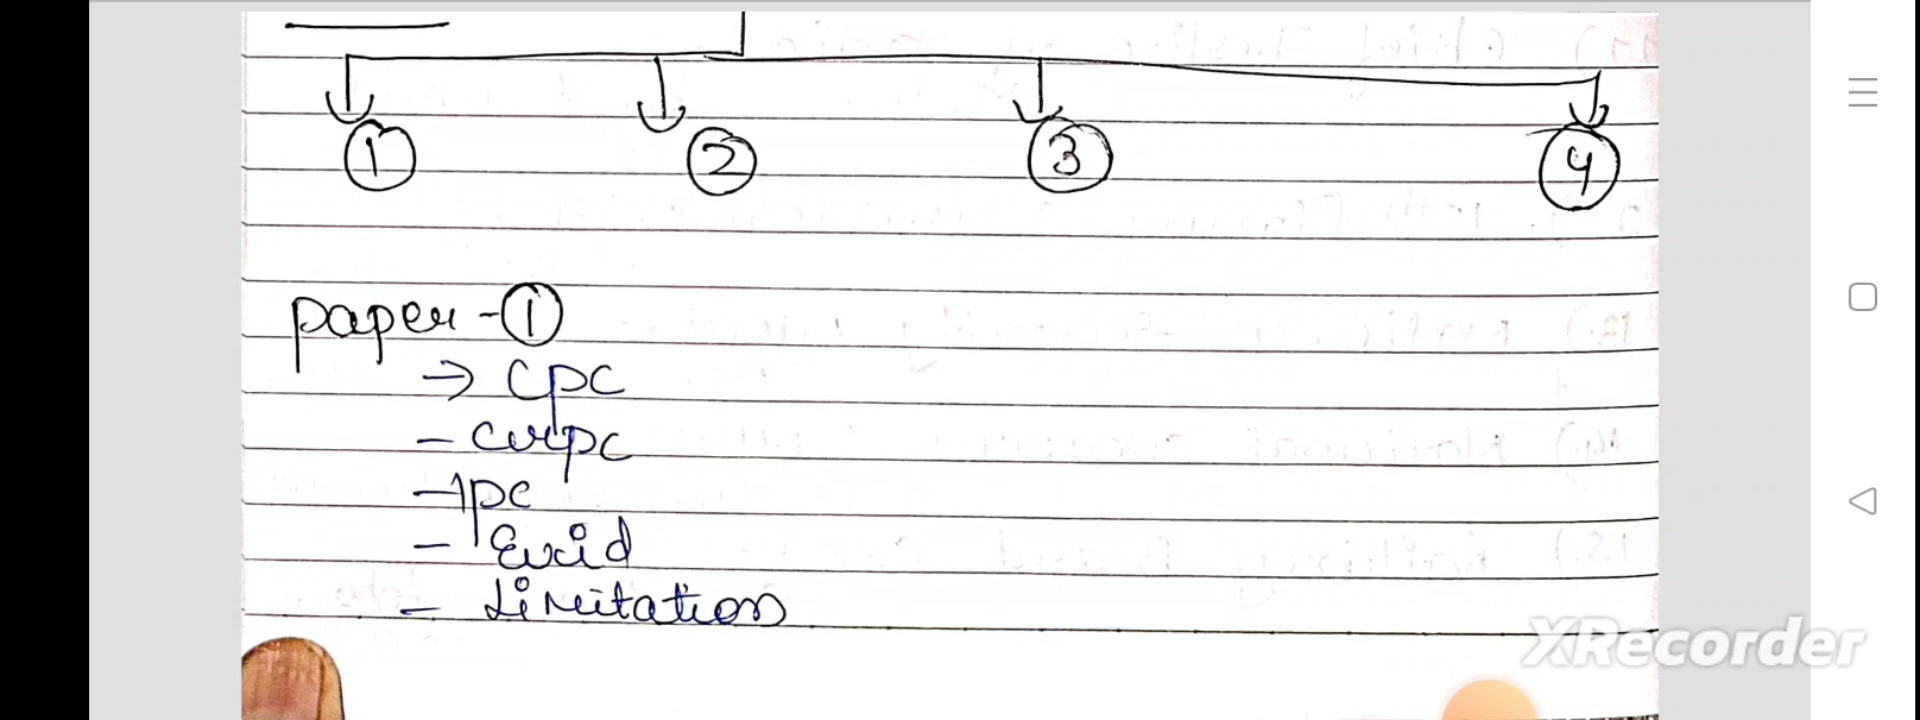 ① ② ③ ④
paper - ①
→ cpc
- crpc
- Ipc
- Evid
- Limitation
XRecorder